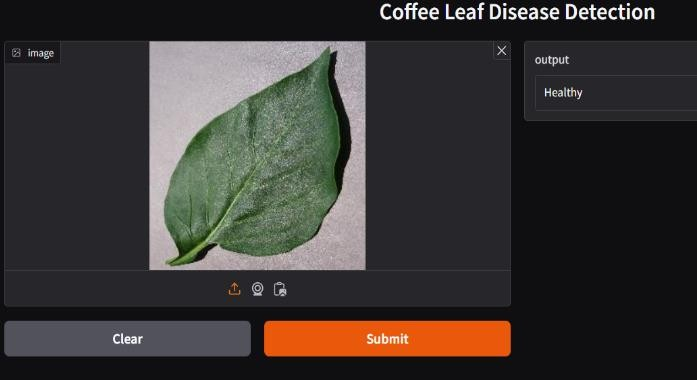 Coffee Leaf Disease Detection
image
output
Healthy
Clear
Submit